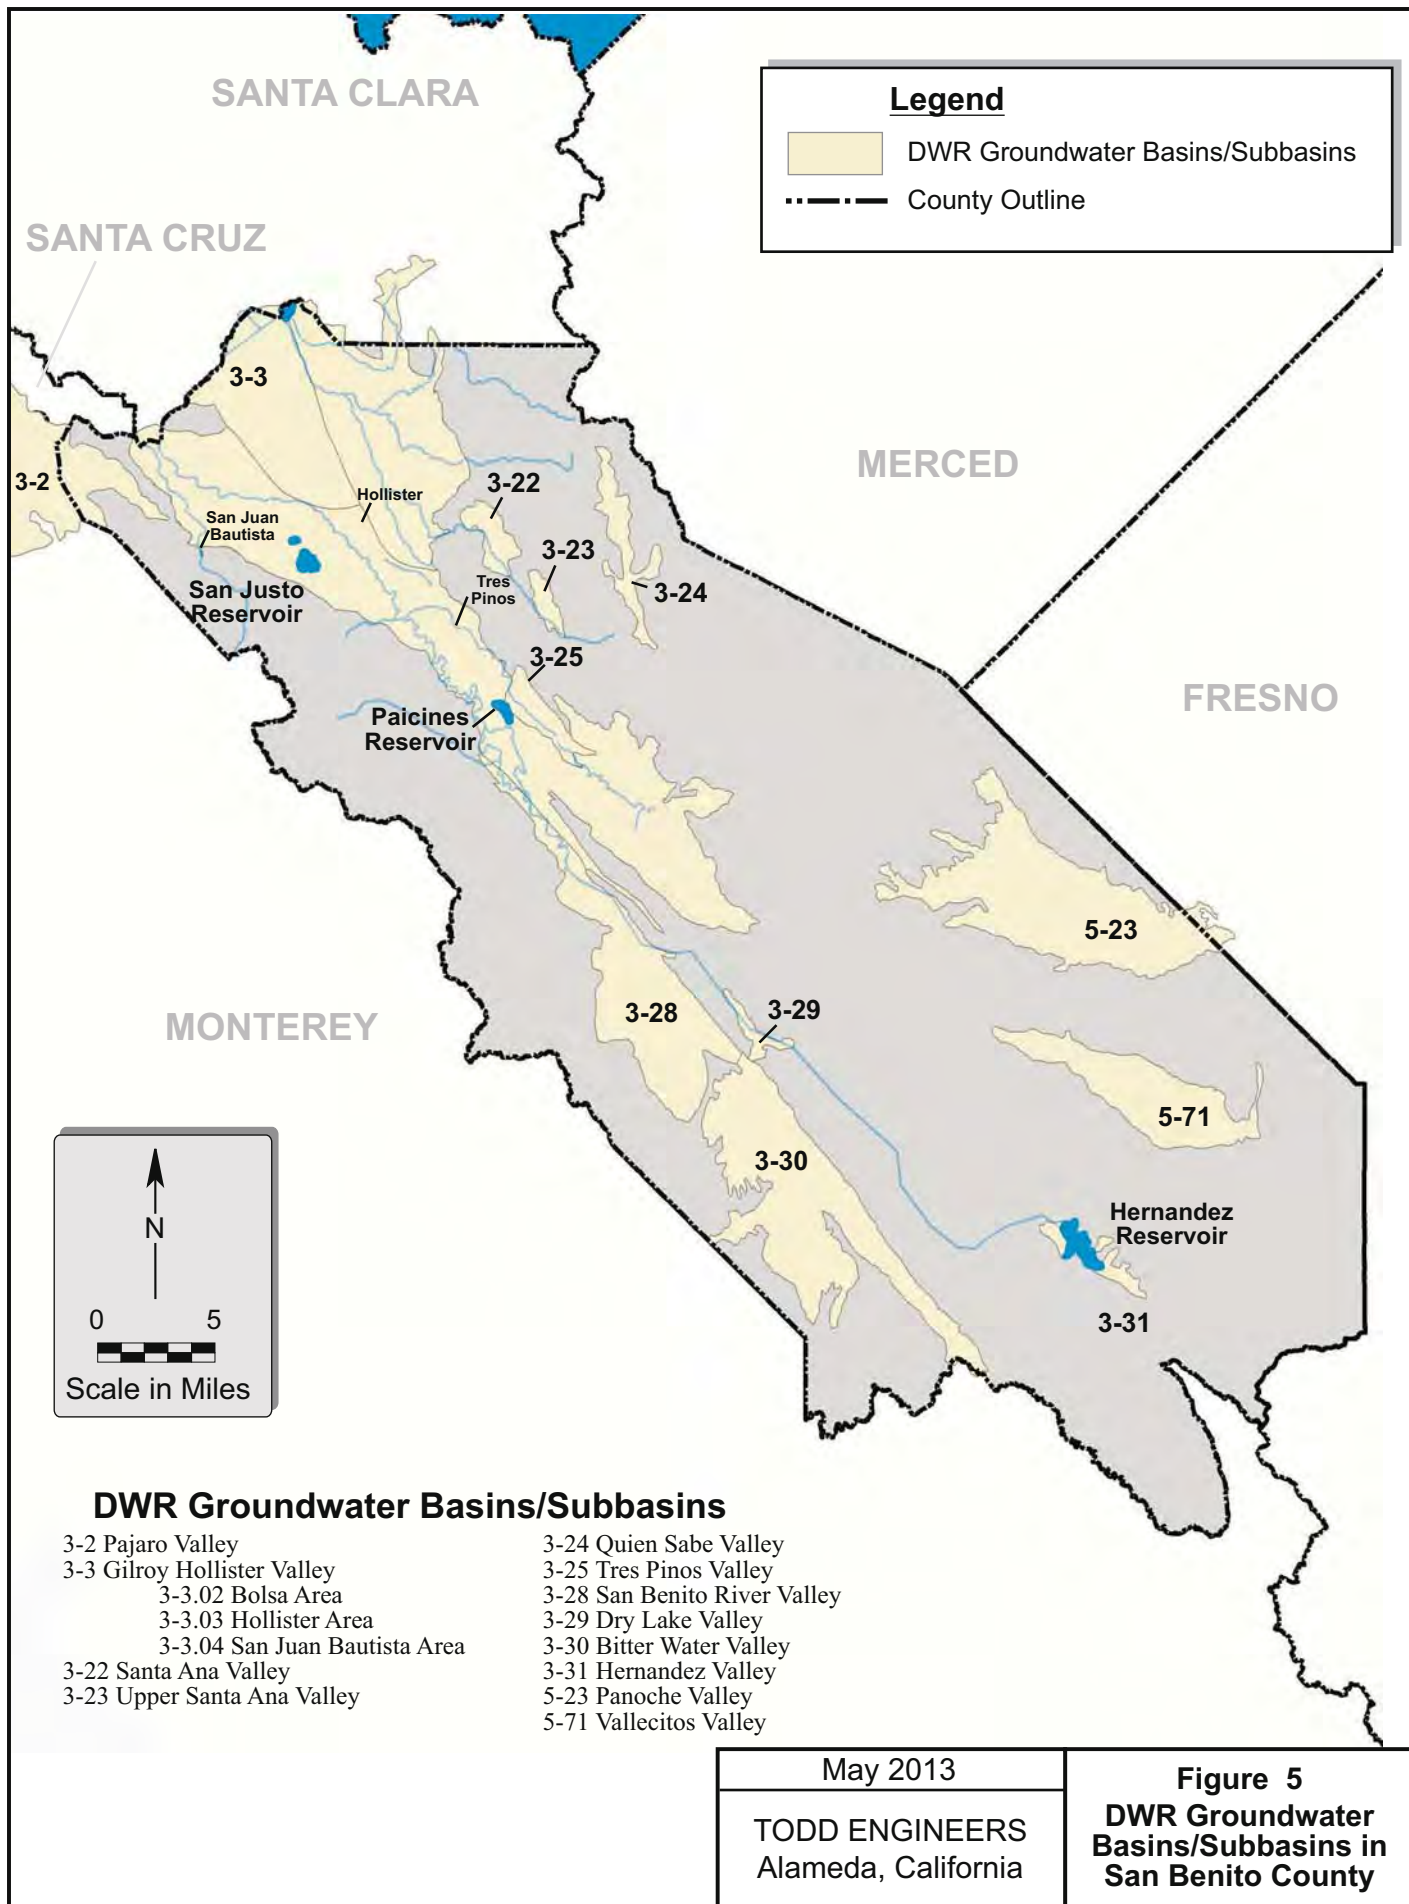 SANTA CLARA
Legend
DWR Groundwater Basins/Subbasins
County Outline
SANTA CRUZ
3-3
MERCED
3-2
3-22
Hollister
San Juan
Bautista
3-23
Tres
Pinos
3-24
San Justo
Reservoir
3-25
FRESNO
Paicines
Reservoir
5-23
3-28
3-29
MONTEREY
5-71
3-30
Hernandez
Reservoir
3-31
N
0 5
Scale in Miles
DWR Groundwater Basins/Subbasins
3-2 Pajaro Valley
3-3 Gilroy Hollister Valley
3-3.02 Bolsa Area
3-3.03 Hollister Area
3-3.04 San Juan Bautista Area
3-22 Santa Ana Valley
3-23 Upper Santa Ana Valley
3-24 Quien Sabe Valley
3-25 Tres Pinos Valley
3-28 San Benito River Valley
3-29 Dry Lake Valley
3-30 Bitter Water Valley
3-31 Hernandez Valley
5-23 Panoche Valley
5-71 Vallecitos Valley
May 2013
TODD ENGINEERS
Alameda, California
Figure 5
DWR Groundwater
Basins/Subbasins in
San Benito County